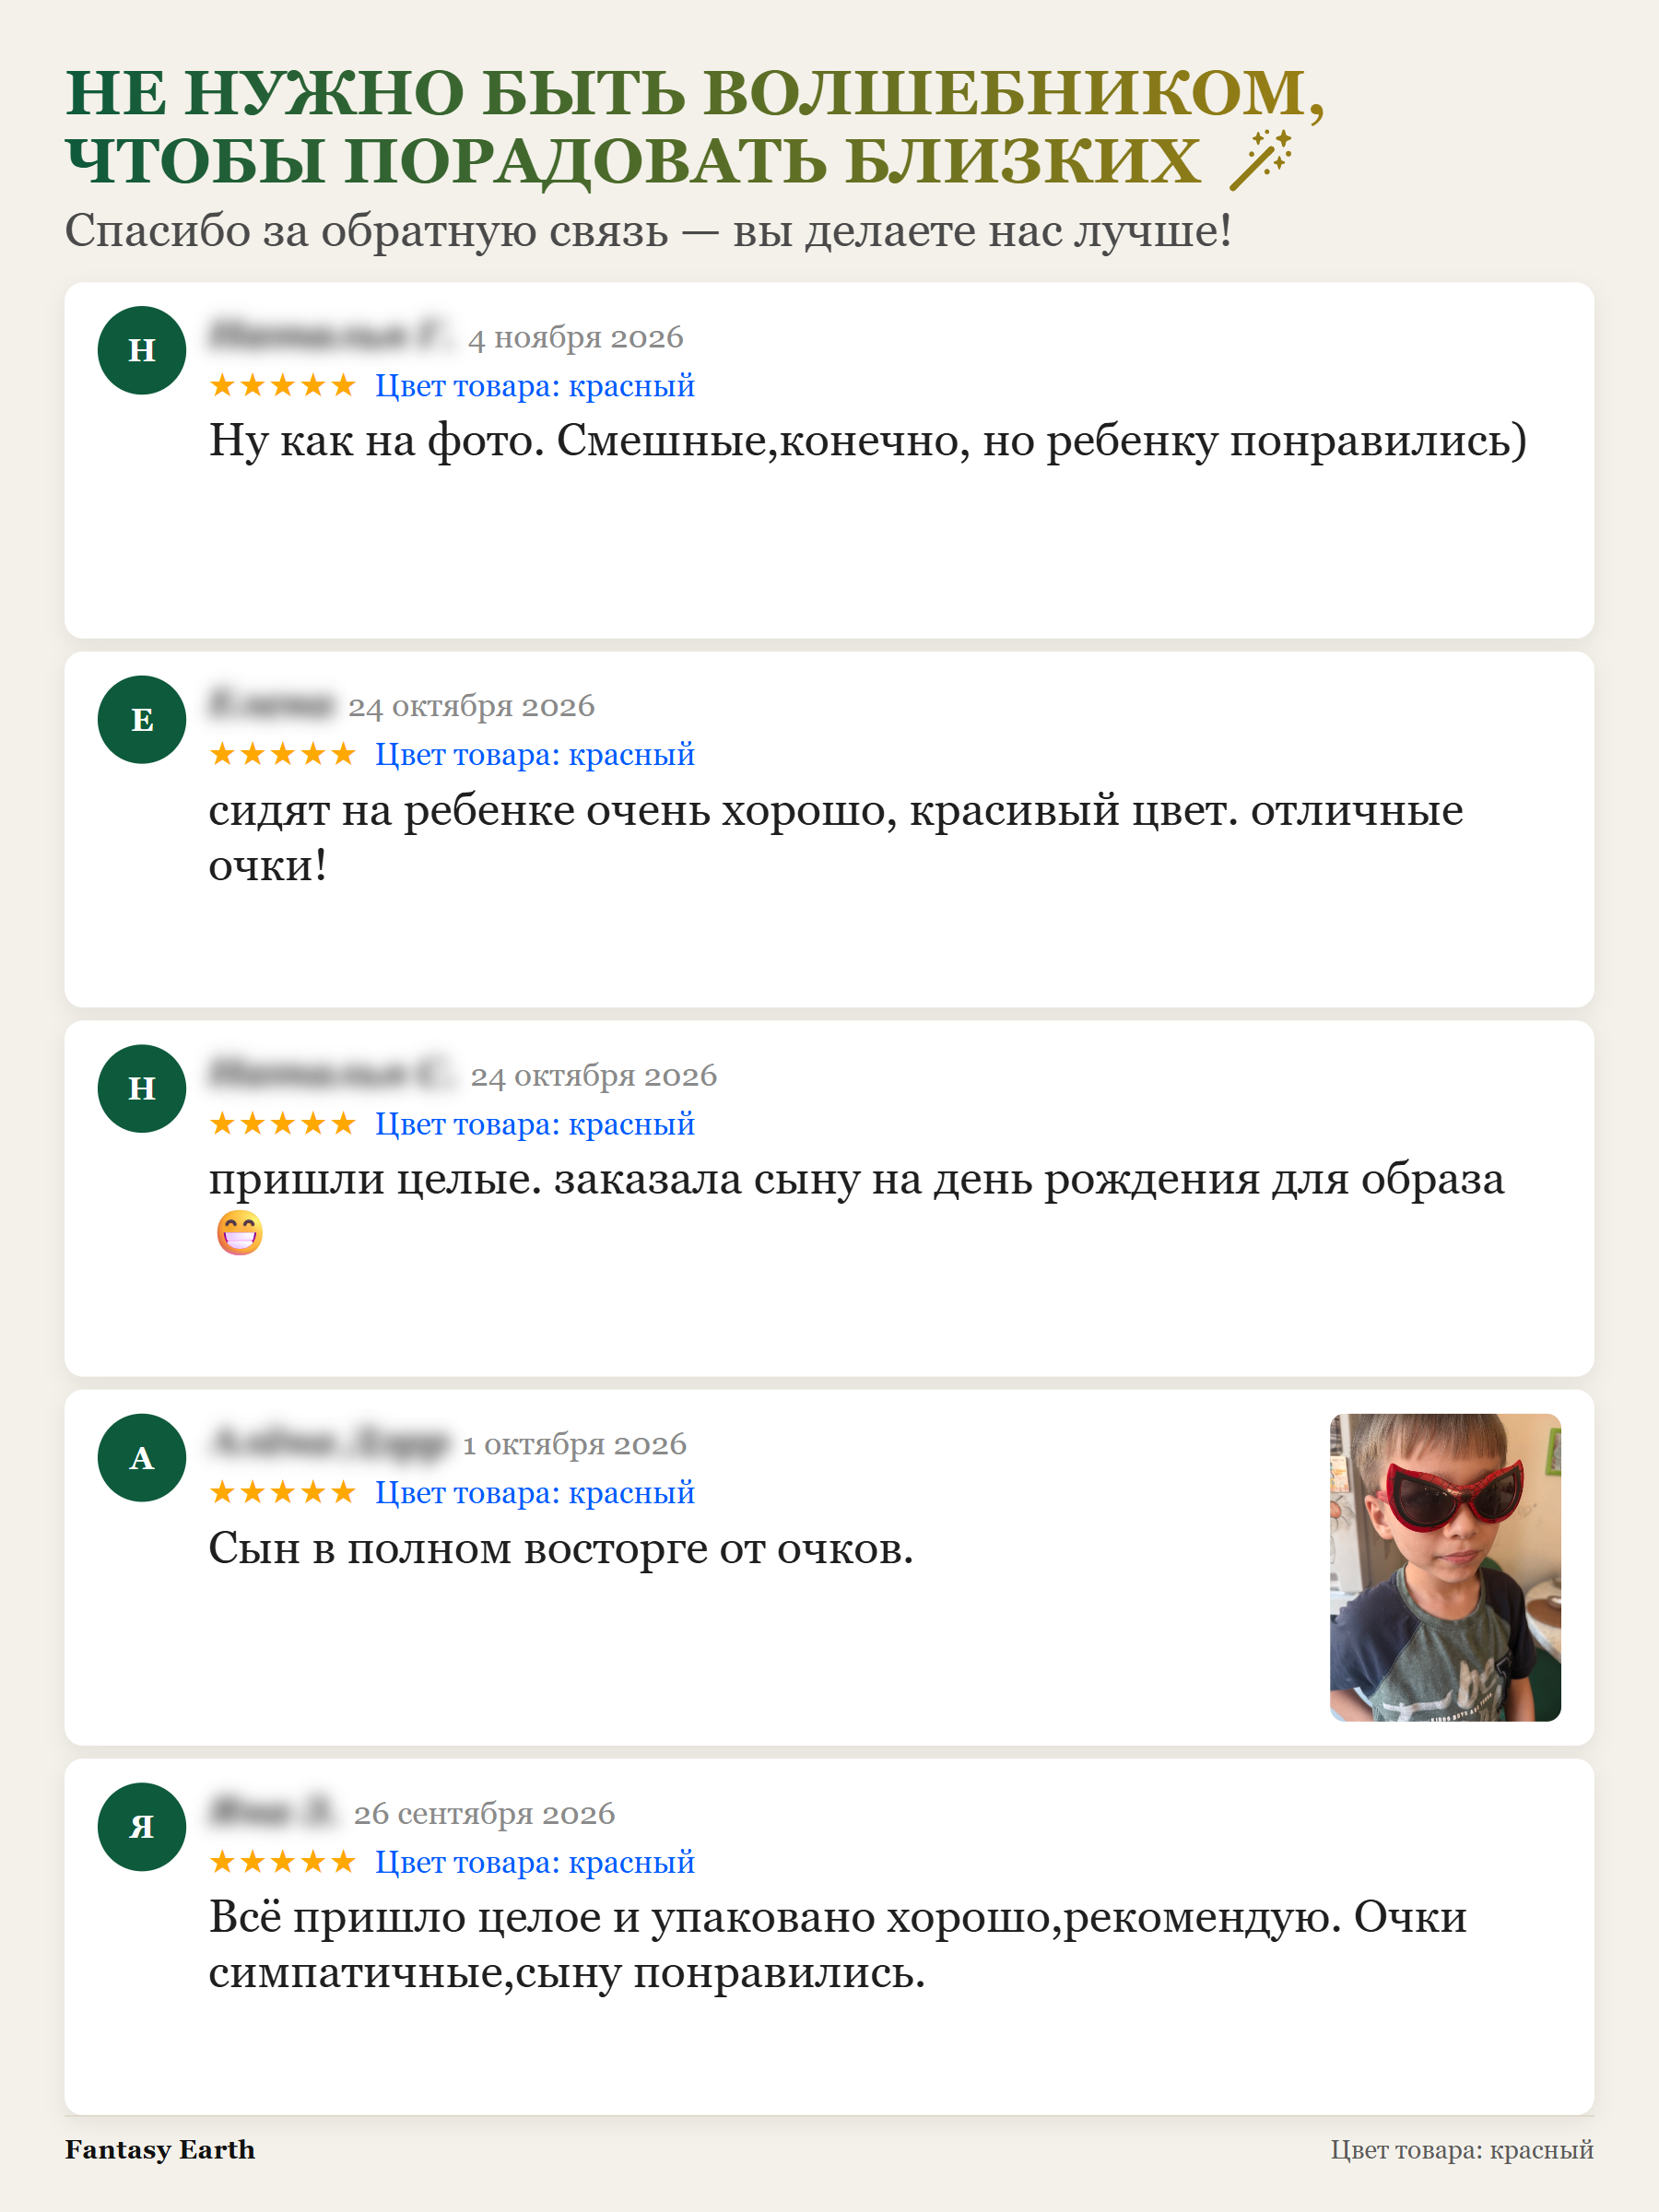 НЕ НУЖНО БЫТЬ ВОЛШЕБНИКОМ,
ЧТОБЫ ПОРАДОВАТЬ БЛИЗКИХ
Спасибо за обратную связь — вы делаете нас лучше!
Н
4 ноября 2026
★★★★★ Цвет товара: красный
Ну как на фото. Смешные,конечно, но ребенку понравились)
Е
24 октября 2026
★★★★★ Цвет товара: красный
сидят на ребенке очень хорошо, красивый цвет. отличные
очки!
Н
24 октября 2026
★★★★★ Цвет товара: красный
пришли целые. заказала сыну на день рождения для образа
😁
А
1 октября 2026
★★★★★ Цвет товара: красный
Сын в полном восторге от очков.
Я
26 сентября 2026
★★★★★ Цвет товара: красный
Всё пришло целое и упаковано хорошо,рекомендую. Очки
симпатичные,сыну понравились.
Fantasy Earth
Цвет товара: красный